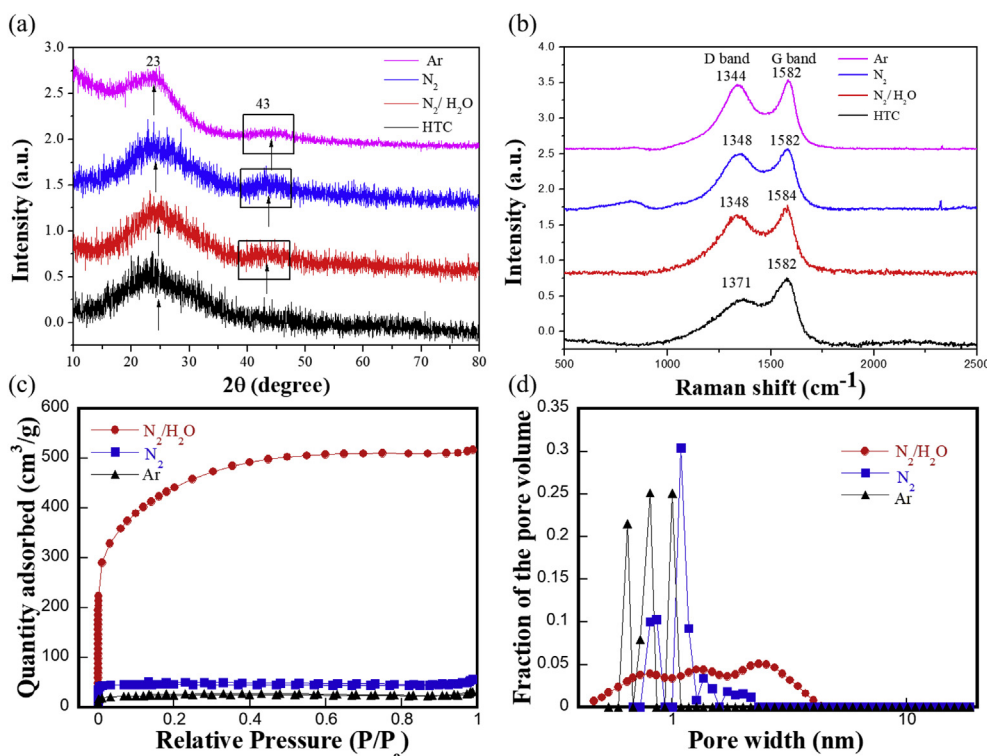 (a)
3.0
2.5
2.0
1.5
1.0
0.5
0.0
Intensity (a.u.)
23
43
Ar
N₂
N₂/ H₂O
HTC
10 20 30 40 50 60 70 80
2θ (degree)
(b)
4.0
3.5
3.0
2.5
2.0
1.5
1.0
0.5
0.0
Intensity (a.u.)
D band G band
1344 1582
1348 1582
1348 1584
1371 1582
Ar
N₂
N₂/ H₂O
HTC
500 1000 1500 2000 2500
Raman shift (cm⁻¹)
(c)
600
500
400
300
200
100
0
Quantity adsorbed (cm³/g)
N₂/H₂O
N₂
Ar
0 0.2 0.4 0.6 0.8 1
Relative Pressure (P/P₀)
(d)
0.35
0.3
0.25
0.2
0.15
0.1
0.05
0
Fraction of the pore volume
N₂/H₂O
N₂
Ar
1 10
Pore width (nm)